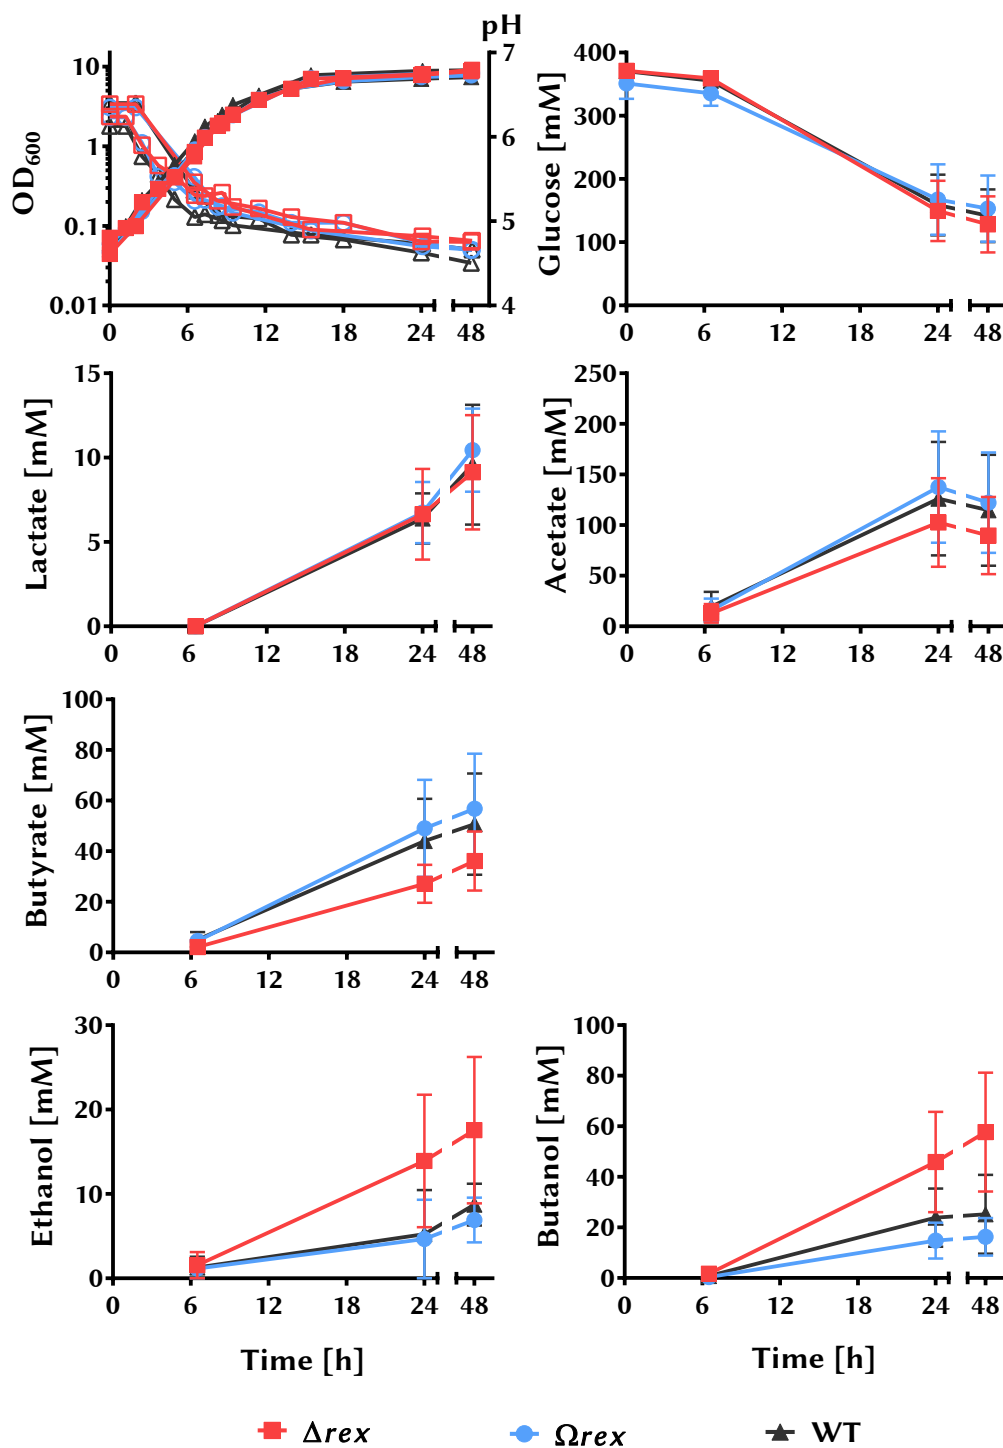 pH
OD600
10
1
0.1
0.01
7
6
5
4
0 6 12 18 24 48
Glucose [mM]
400
300
200
100
0
0 6 12 18 24 48
Lactate [mM]
15
10
5
0
0 6 12 18 24 48
Acetate [mM]
250
200
150
100
50
0
0 6 12 18 24 48
Butyrate [mM]
100
80
60
40
20
0
0 6 12 18 24 48
Ethanol [mM]
30
20
10
0
0 6 12 18 24 48
Time [h]
Butanol [mM]
100
80
60
40
20
0
0 6 12 18 24 48
Time [h]
Δrex Ωrex WT